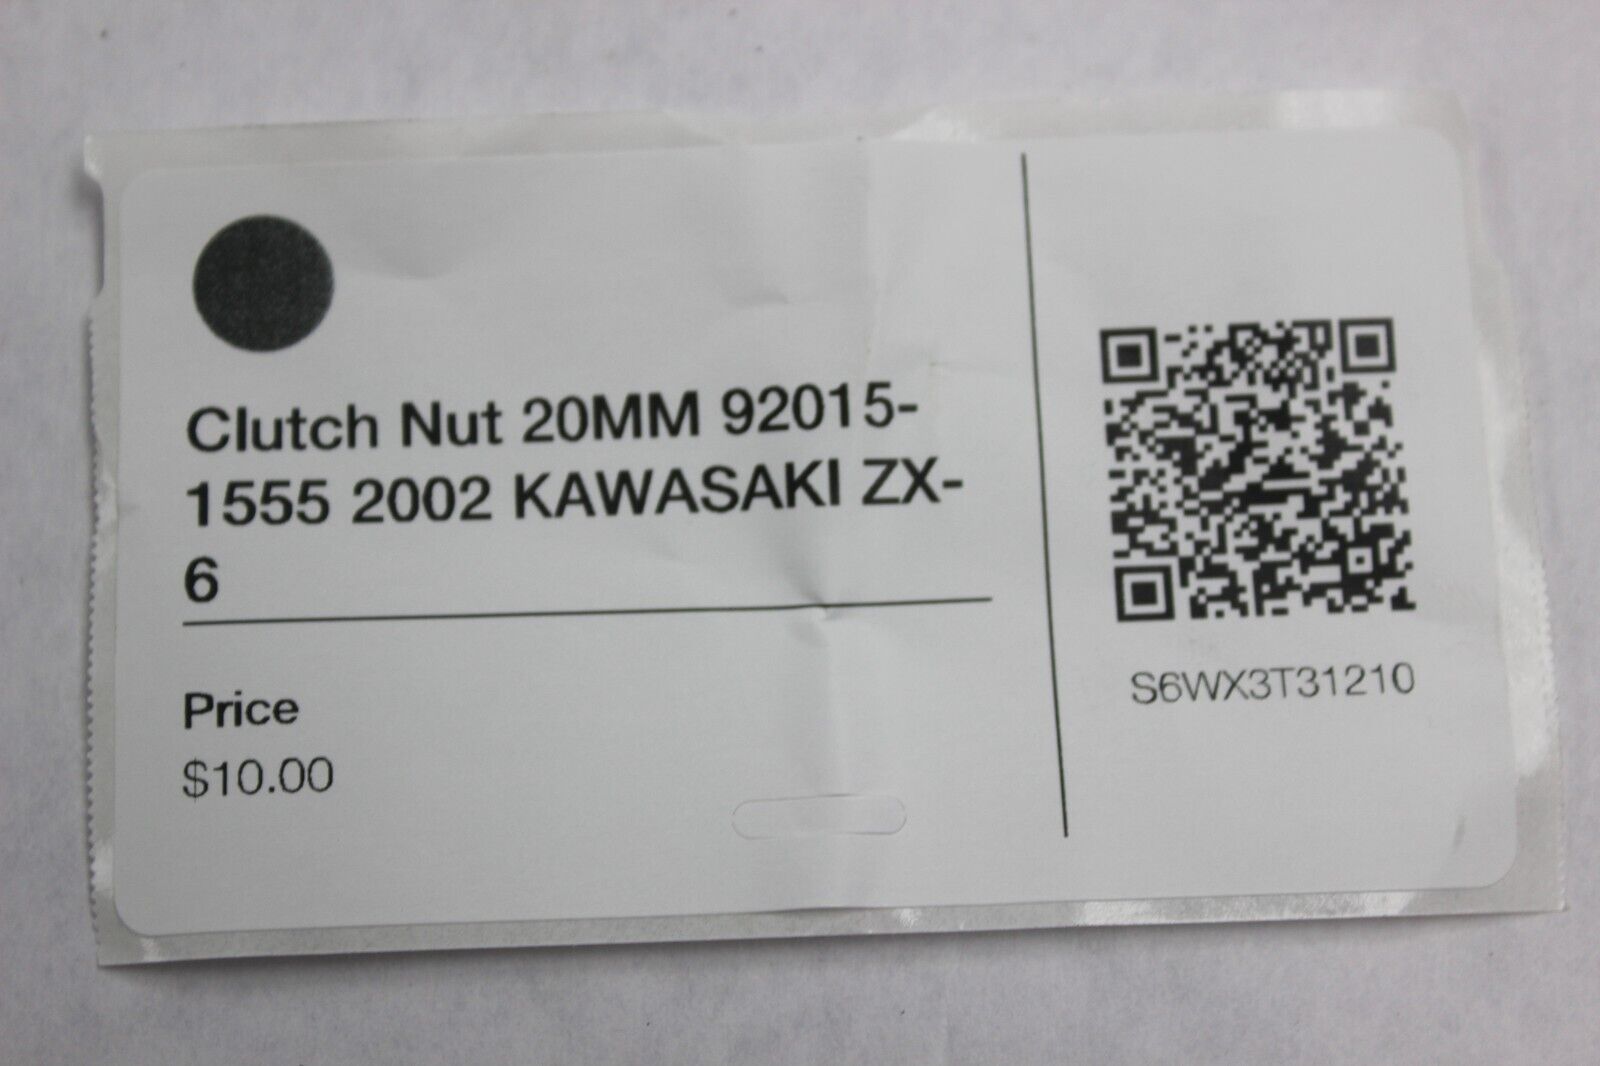 Clutch Nut 20MM 92015-
1555 2002 KAWASAKI ZX-
6
Price
$10.00
S6WX3T31210